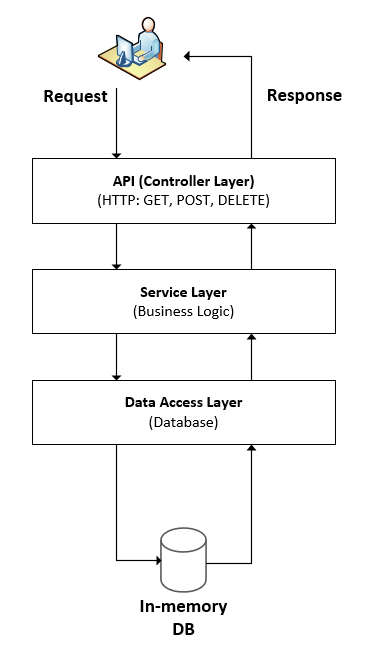 Request
Response
API (Controller Layer)
(HTTP: GET, POST, DELETE)
Service Layer
(Business Logic)
Data Access Layer
(Database)
In-memory
DB